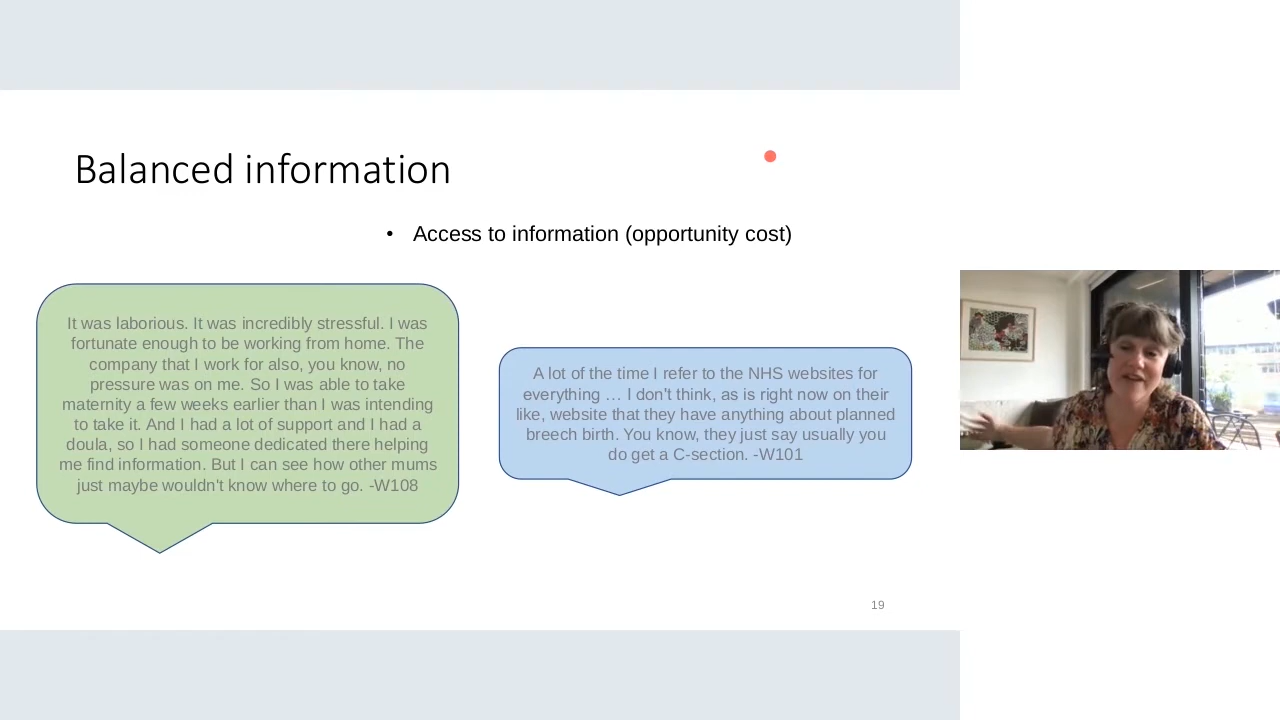 Balanced information
• Access to information (opportunity cost)
It was laborious. It was incredibly stressful. I was
fortunate enough to be working from home. The
company that I work for also, you know, no
pressure was on me. So I was able to take
maternity a few weeks earlier than I was intending
to take it. And I had a lot of support and I had a
doula, so I had someone dedicated there helping
me find information. But I can see how other mums
just maybe wouldn't know where to go. -W108
A lot of the time I refer to the NHS websites for
everything … I don't think, as is right now on their
like, website that they have anything about planned
breech birth. You know, they just say usually you
do get a C-section. -W101
19